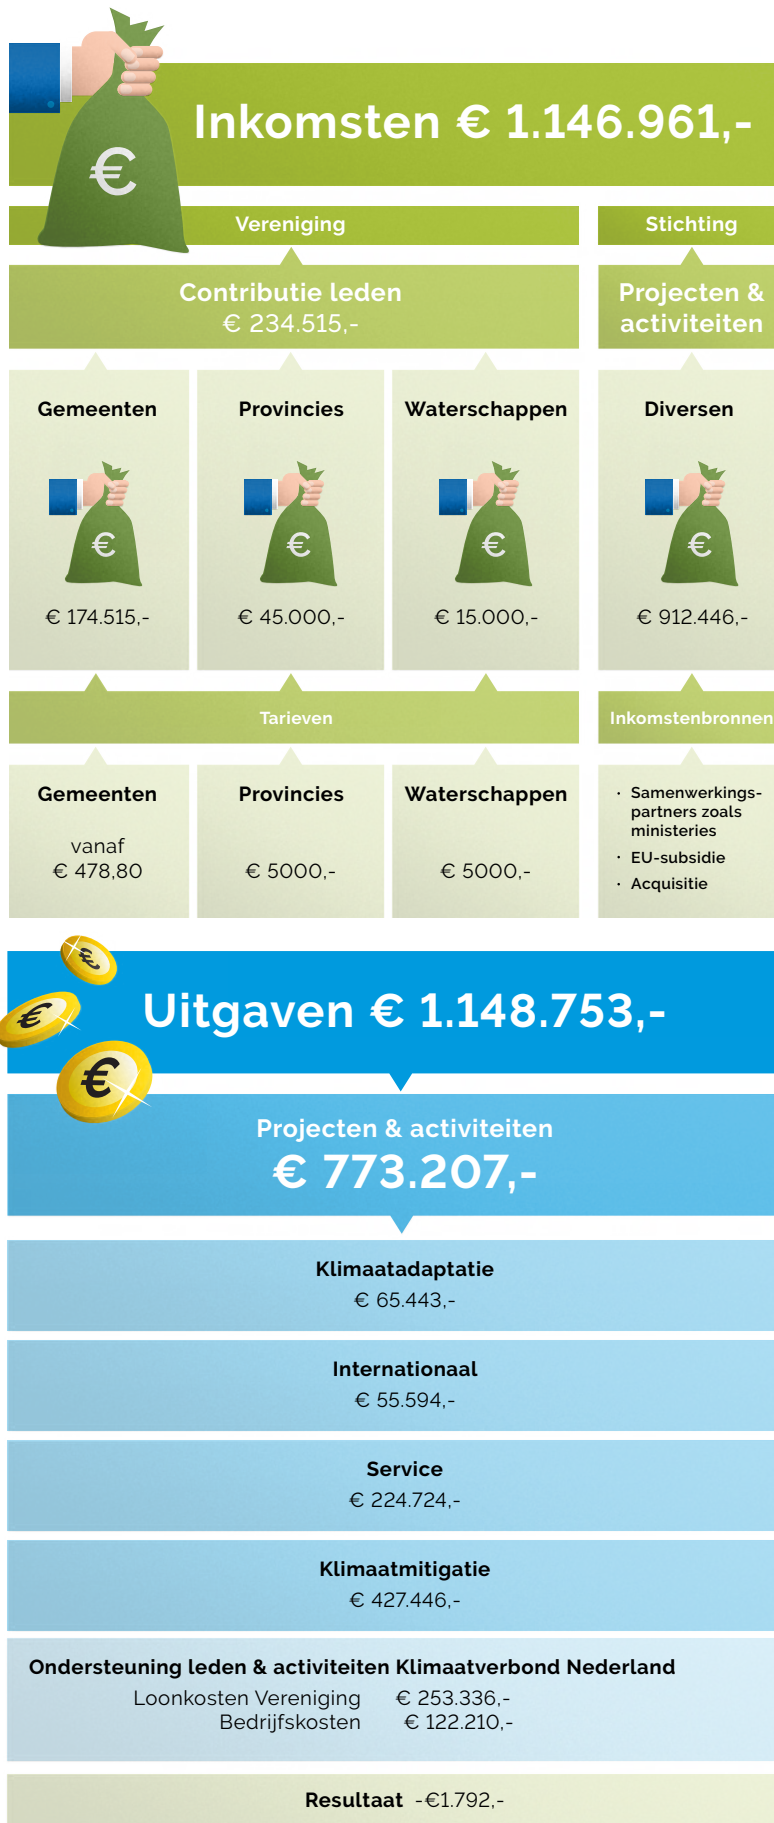 Inkomsten € 1.146.961,-
€
Vereniging
Contributie leden
€ 234.515,-
Stichting
Projecten &
activiteiten
Gemeenten
€
€ 174.515,-
Provincies
€
€ 45.000,-
Waterschappen
€
€ 15.000,-
Diversen
€
€ 912.446,-
Tarieven
Gemeenten
vanaf
€ 478,80
Provincies
€ 5000,-
Waterschappen
€ 5000,-
Inkomstenbronnen
• Samenwerkings-
partners zoals
ministeries
• EU-subsidie
• Acquisitie
€
€
€
Uitgaven € 1.148.753,-
Projecten & activiteiten
€ 773.207,-
Klimaatadaptatie
€ 65.443,-
Internationaal
€ 55.594,-
Service
€ 224.724,-
Klimaatmitigatie
€ 427.446,-
Ondersteuning leden & activiteiten Klimaatverbond Nederland
Loonkosten Vereniging € 253.336,-
Bedrijfskosten € 122.210,-
Resultaat -€1.792,-